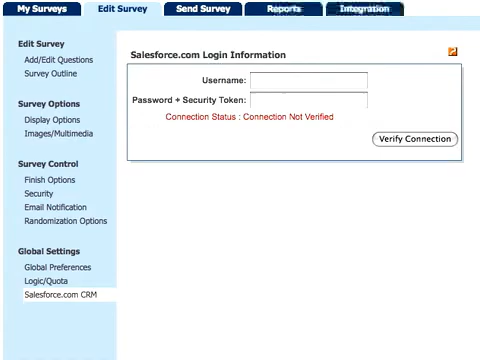 My Surveys Edit Survey Send Survey Reports Integration
Edit Survey
Add/Edit Questions
Survey Outline
Survey Options
Display Options
Images/Multimedia
Survey Control
Finish Options
Security
Email Notification
Randomization Options
Global Settings
Global Preferences
Logic/Quota
Salesforce.com CRM
Salesforce.com Login Information
Username:
Password + Security Token:
Connection Status : Connection Not Verified
Verify Connection